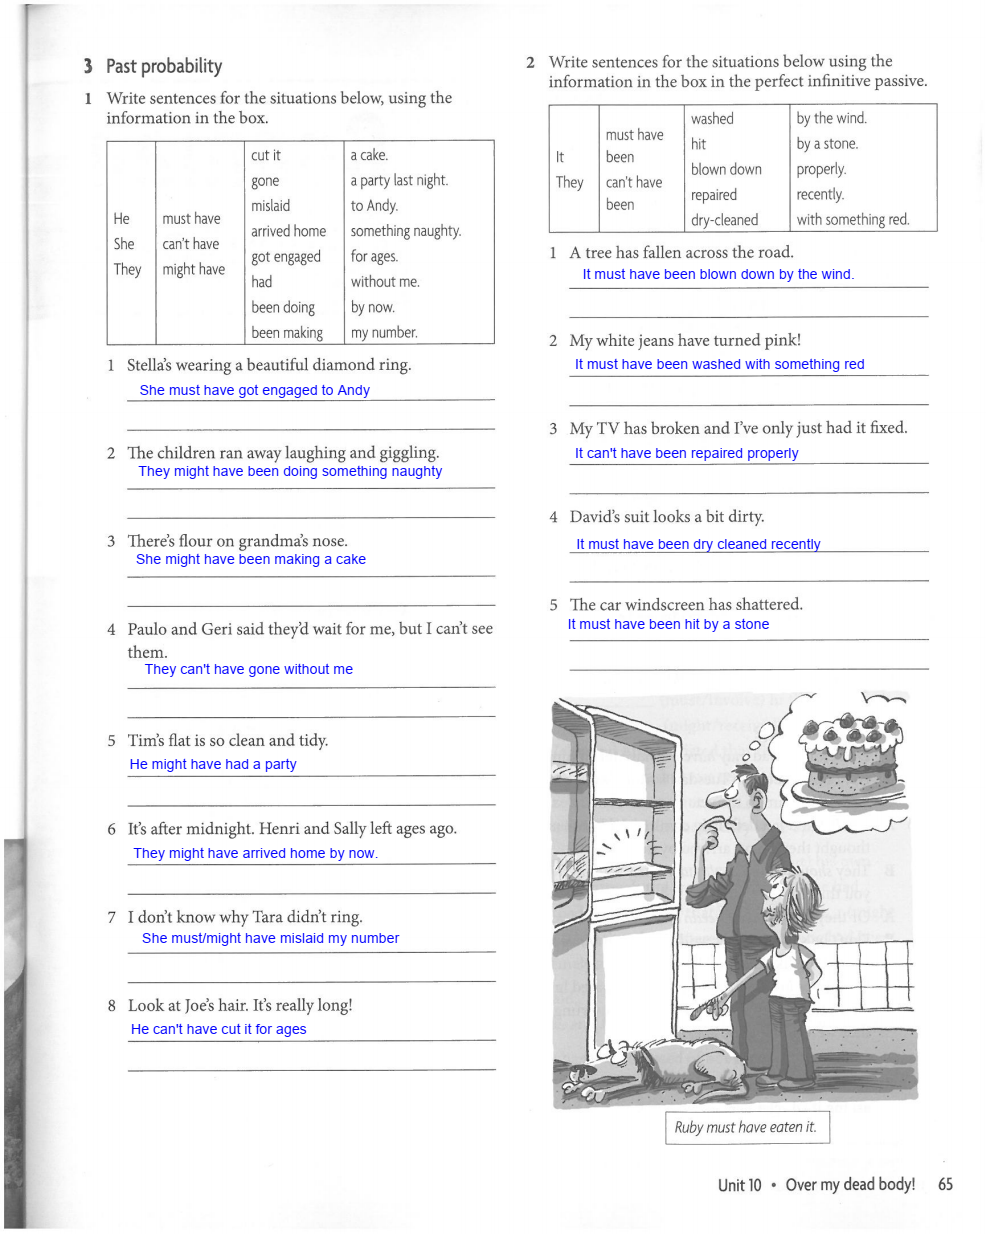 3 Past probability
1 Write sentences for the situations below, using the
information in the box.
He
She
They
must have
can't have
might have
cut it
gone
mislaid
arrived home
got engaged
had
been doing
been making
a cake.
a party last night.
to Andy.
something naughty.
for ages.
without me.
by now.
my number.
1 Stella's wearing a beautiful diamond ring.
She must have got engaged to Andy
2 The children ran away laughing and giggling.
They might have been doing something naughty
3 There's flour on grandma's nose.
She might have been making a cake
4 Paulo and Geri said they'd wait for me, but I can't see
them.
They can't have gone without me
5 Tim's flat is so clean and tidy.
He might have had a party
6 It's after midnight. Henri and Sally left ages ago.
They might have arrived home by now.
7 I don't know why Tara didn't ring.
She must/might have mislaid my number
8 Look at Joe's hair. It's really long!
He can't have cut it for ages
2 Write sentences for the situations below using the
information in the box in the perfect infinitive passive.
It
They
must have
been
can't have
been
washed
hit
blown down
repaired
dry-cleaned
by the wind.
by a stone.
properly.
recently.
with something red.
1 A tree has fallen across the road.
It must have been blown down by the wind.
2 My white jeans have turned pink!
It must have been washed with something red
3 My TV has broken and I've only just had it fixed.
It can't have been repaired properly
4 David's suit looks a bit dirty.
It must have been dry cleaned recently
5 The car windscreen has shattered.
It must have been hit by a stone
Ruby must have eaten it.
Unit 10 • Over my dead body! 65